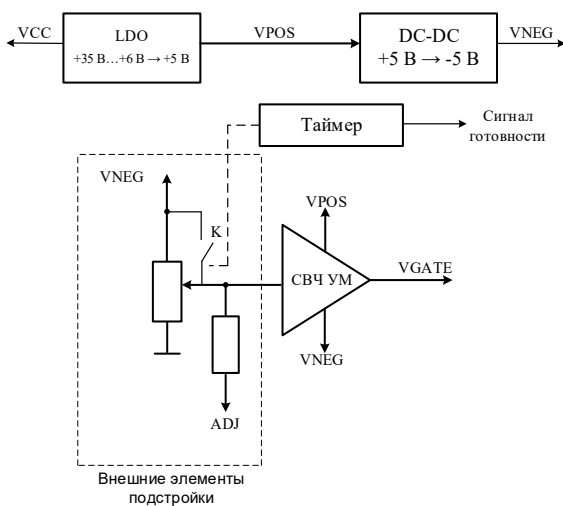 VCC
LDO
+35 В…+6 В → +5 В
VPOS
DC-DC
+5 В → -5 В
VNEG
Таймер
Сигнал
готовности
VNEG
K
VPOS
СВЧ УМ
VGATE
VNEG
ADJ
Внешние элементы
подстройки